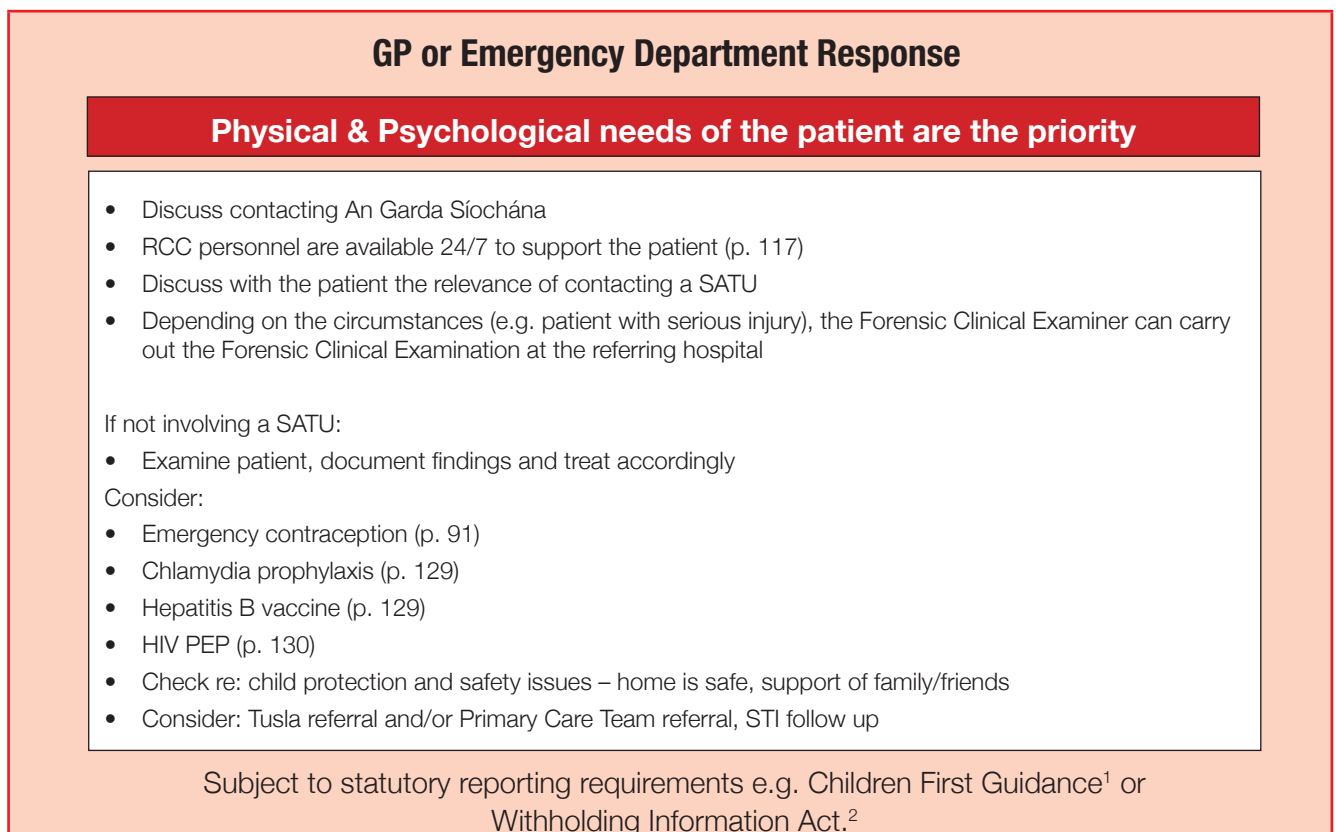 GP or Emergency Department Response
Physical & Psychological needs of the patient are the priority
• Discuss contacting An Garda Síochána
• RCC personnel are available 24/7 to support the patient (p. 117)
• Discuss with the patient the relevance of contacting a SATU
• Depending on the circumstances (e.g. patient with serious injury), the Forensic Clinical Examiner can carry
out the Forensic Clinical Examination at the referring hospital
If not involving a SATU:
• Examine patient, document findings and treat accordingly
Consider:
• Emergency contraception (p. 91)
• Chlamydia prophylaxis (p. 129)
• Hepatitis B vaccine (p. 129)
• HIV PEP (p. 130)
• Check re: child protection and safety issues – home is safe, support of family/friends
• Consider: Tusla referral and/or Primary Care Team referral, STI follow up
Subject to statutory reporting requirements e.g. Children First Guidance¹ or
Withholding Information Act.²